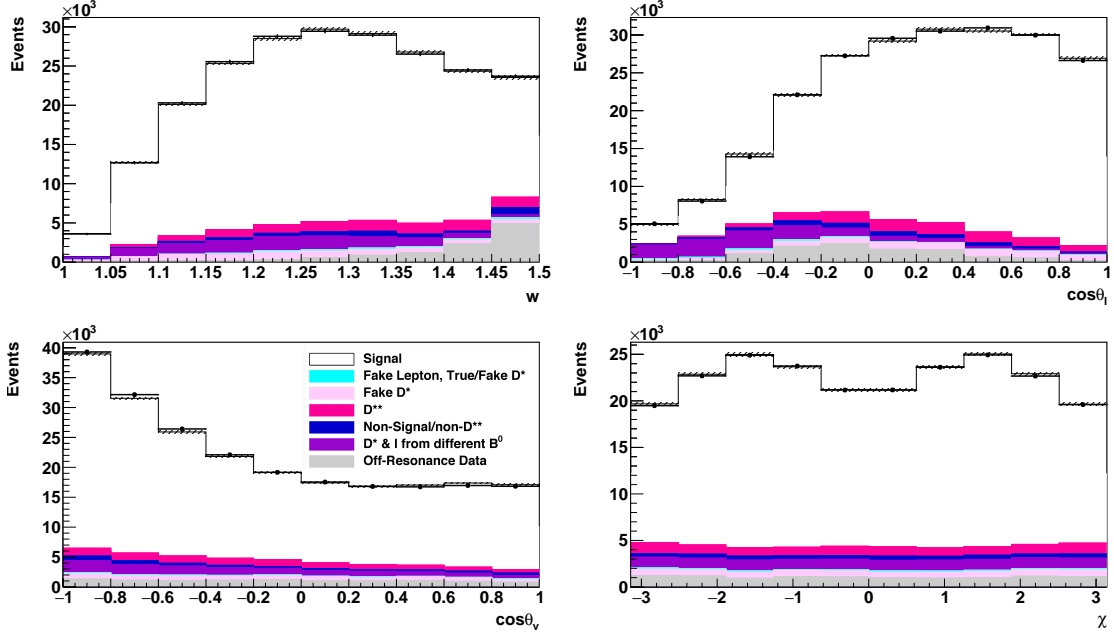 ×10³
Events
30
25
20
15
10
5
0
1 1.05 1.1 1.15 1.2 1.25 1.3 1.35 1.4 1.45 1.5
w
×10³
Events
30
25
20
15
10
5
0
−1 −0.8 −0.6 −0.4 −0.2 0 0.2 0.4 0.6 0.8 1
cosθ_l
×10³
Events
40
35
30
25
20
15
10
5
0
−1 −0.8 −0.6 −0.4 −0.2 0 0.2 0.4 0.6 0.8 1
cosθ_v
Signal
Fake Lepton, True/Fake D*
Fake D*
D**
Non-Signal/non-D**
D* & l from different B⁰
Off-Resonance Data
×10³
Events
25
20
15
10
5
0
−3 −2 −1 0 1 2 3
χ